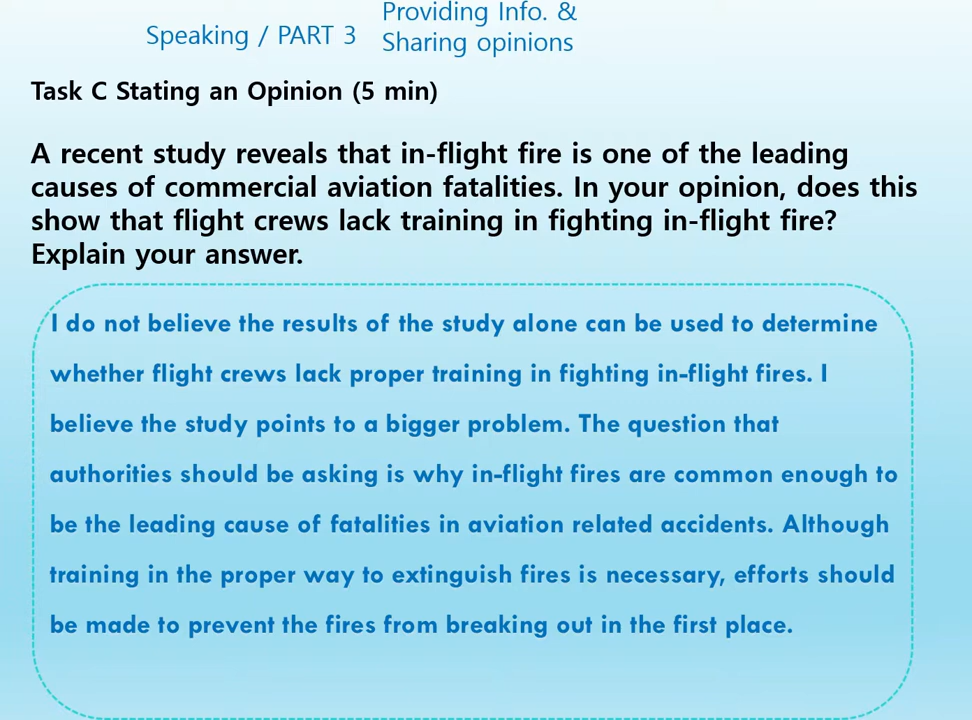 Speaking / PART 3
Providing Info. &
Sharing opinions
Task C Stating an Opinion (5 min)
A recent study reveals that in-flight fire is one of the leading
causes of commercial aviation fatalities. In your opinion, does this
show that flight crews lack training in fighting in-flight fire?
Explain your answer.
I do not believe the results of the study alone can be used to determine
whether flight crews lack proper training in fighting in-flight fires. I
believe the study points to a bigger problem. The question that
authorities should be asking is why in-flight fires are common enough to
be the leading cause of fatalities in aviation related accidents. Although
training in the proper way to extinguish fires is necessary, efforts should
be made to prevent the fires from breaking out in the first place.